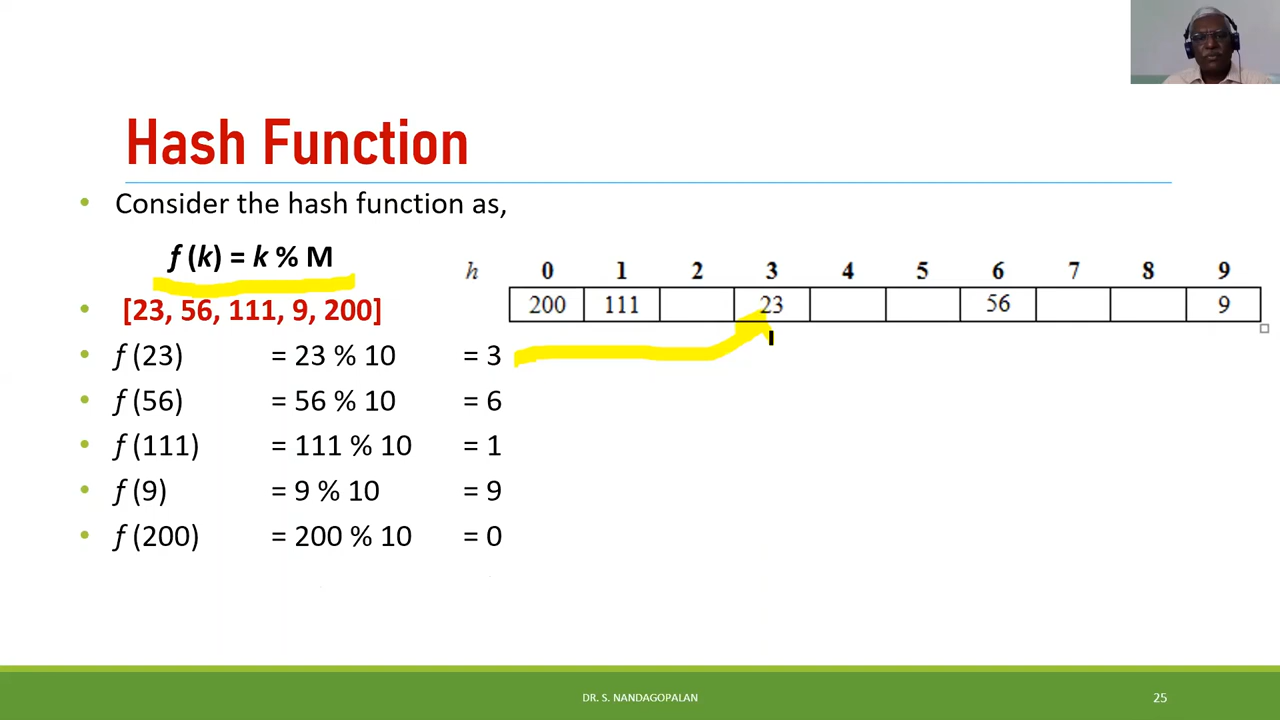 Hash Function
• Consider the hash function as,
f (k) = k % M
• [23, 56, 111, 9, 200]
h 0 1 2 3 4 5 6 7 8 9
200 111 23 56 9
• f (23) = 23 % 10 = 3
• f (56) = 56 % 10 = 6
• f (111) = 111 % 10 = 1
• f (9) = 9 % 10 = 9
• f (200) = 200 % 10 = 0
DR. S. NANDAGOPALAN
25